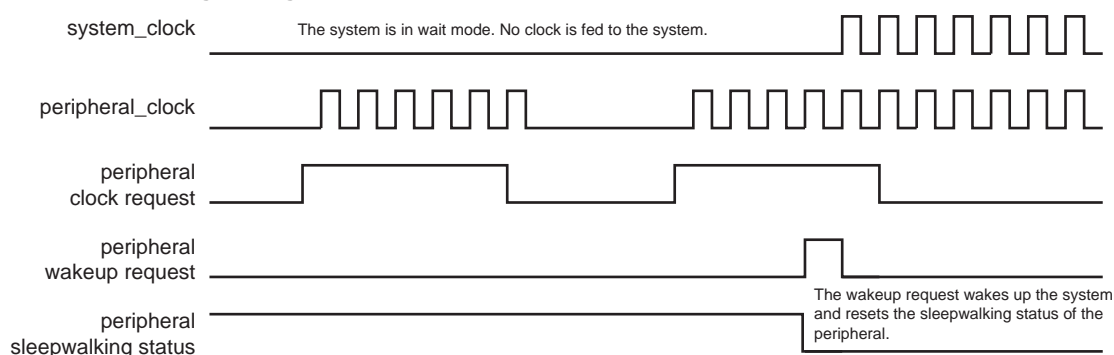 system_clock
The system is in wait mode. No clock is fed to the system.
peripheral_clock
peripheral
clock request
peripheral
wakeup request
The wakeup request wakes up the system
and resets the sleepwalking status of the
peripheral.
peripheral
sleepwalking status